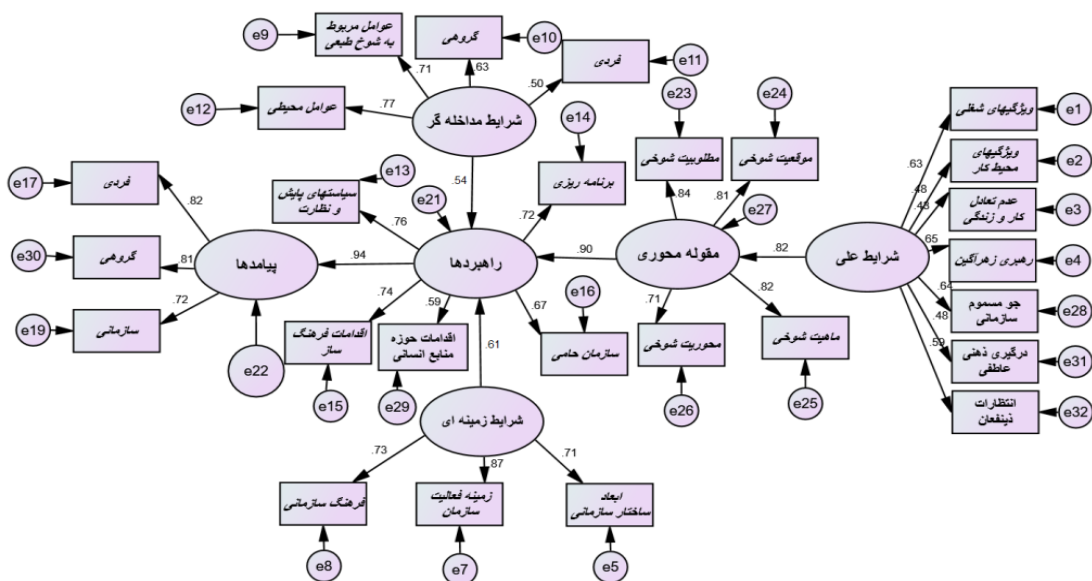 e9
عوامل مربوط
به شوخ طبعی
گروهی
e10
فردی
e11
.71
.63
.50
e12
عوامل محیطی
.77
شرایط مداخله گر
e23
e24
e14
مطلوبیت شوخی
موقعیت شوخی
برنامه ریزی
.84
.81
e27
ویژگیهای شغلی
e1
ویژگیهای
محیط کار
e2
عدم تعادل
کار و زندگی
e3
رهبری زهرآگین
e4
جو مسموم
سازمانی
e28
درگیری ذهنی
عاطفی
e31
انتظارات
ذینفعان
e32
.63
.48
.43
.65
.64
.48
.59
شرایط علی
.82
مقوله محوری
.71
.82
محوریت شوخی
ماهیت شوخی
e26
e25
.90
.54
e13
سیاستهای پایش
و نظارت
e21
.76
.72
راهبردها
.74
.59
.67
e16
سازمان حامی
اقدامات فرهنگ
ساز
اقدامات حوزه
منابع انسانی
e15
e29
.61
.94
پیامدها
e22
e17
فردی
.82
e30
گروهی
.81
e19
سازمانی
.72
شرایط زمینه ای
.73
.87
.71
فرهنگ سازمانی
زمینه فعالیت
سازمان
ابعاد
ساختار سازمانی
e8
e7
e5